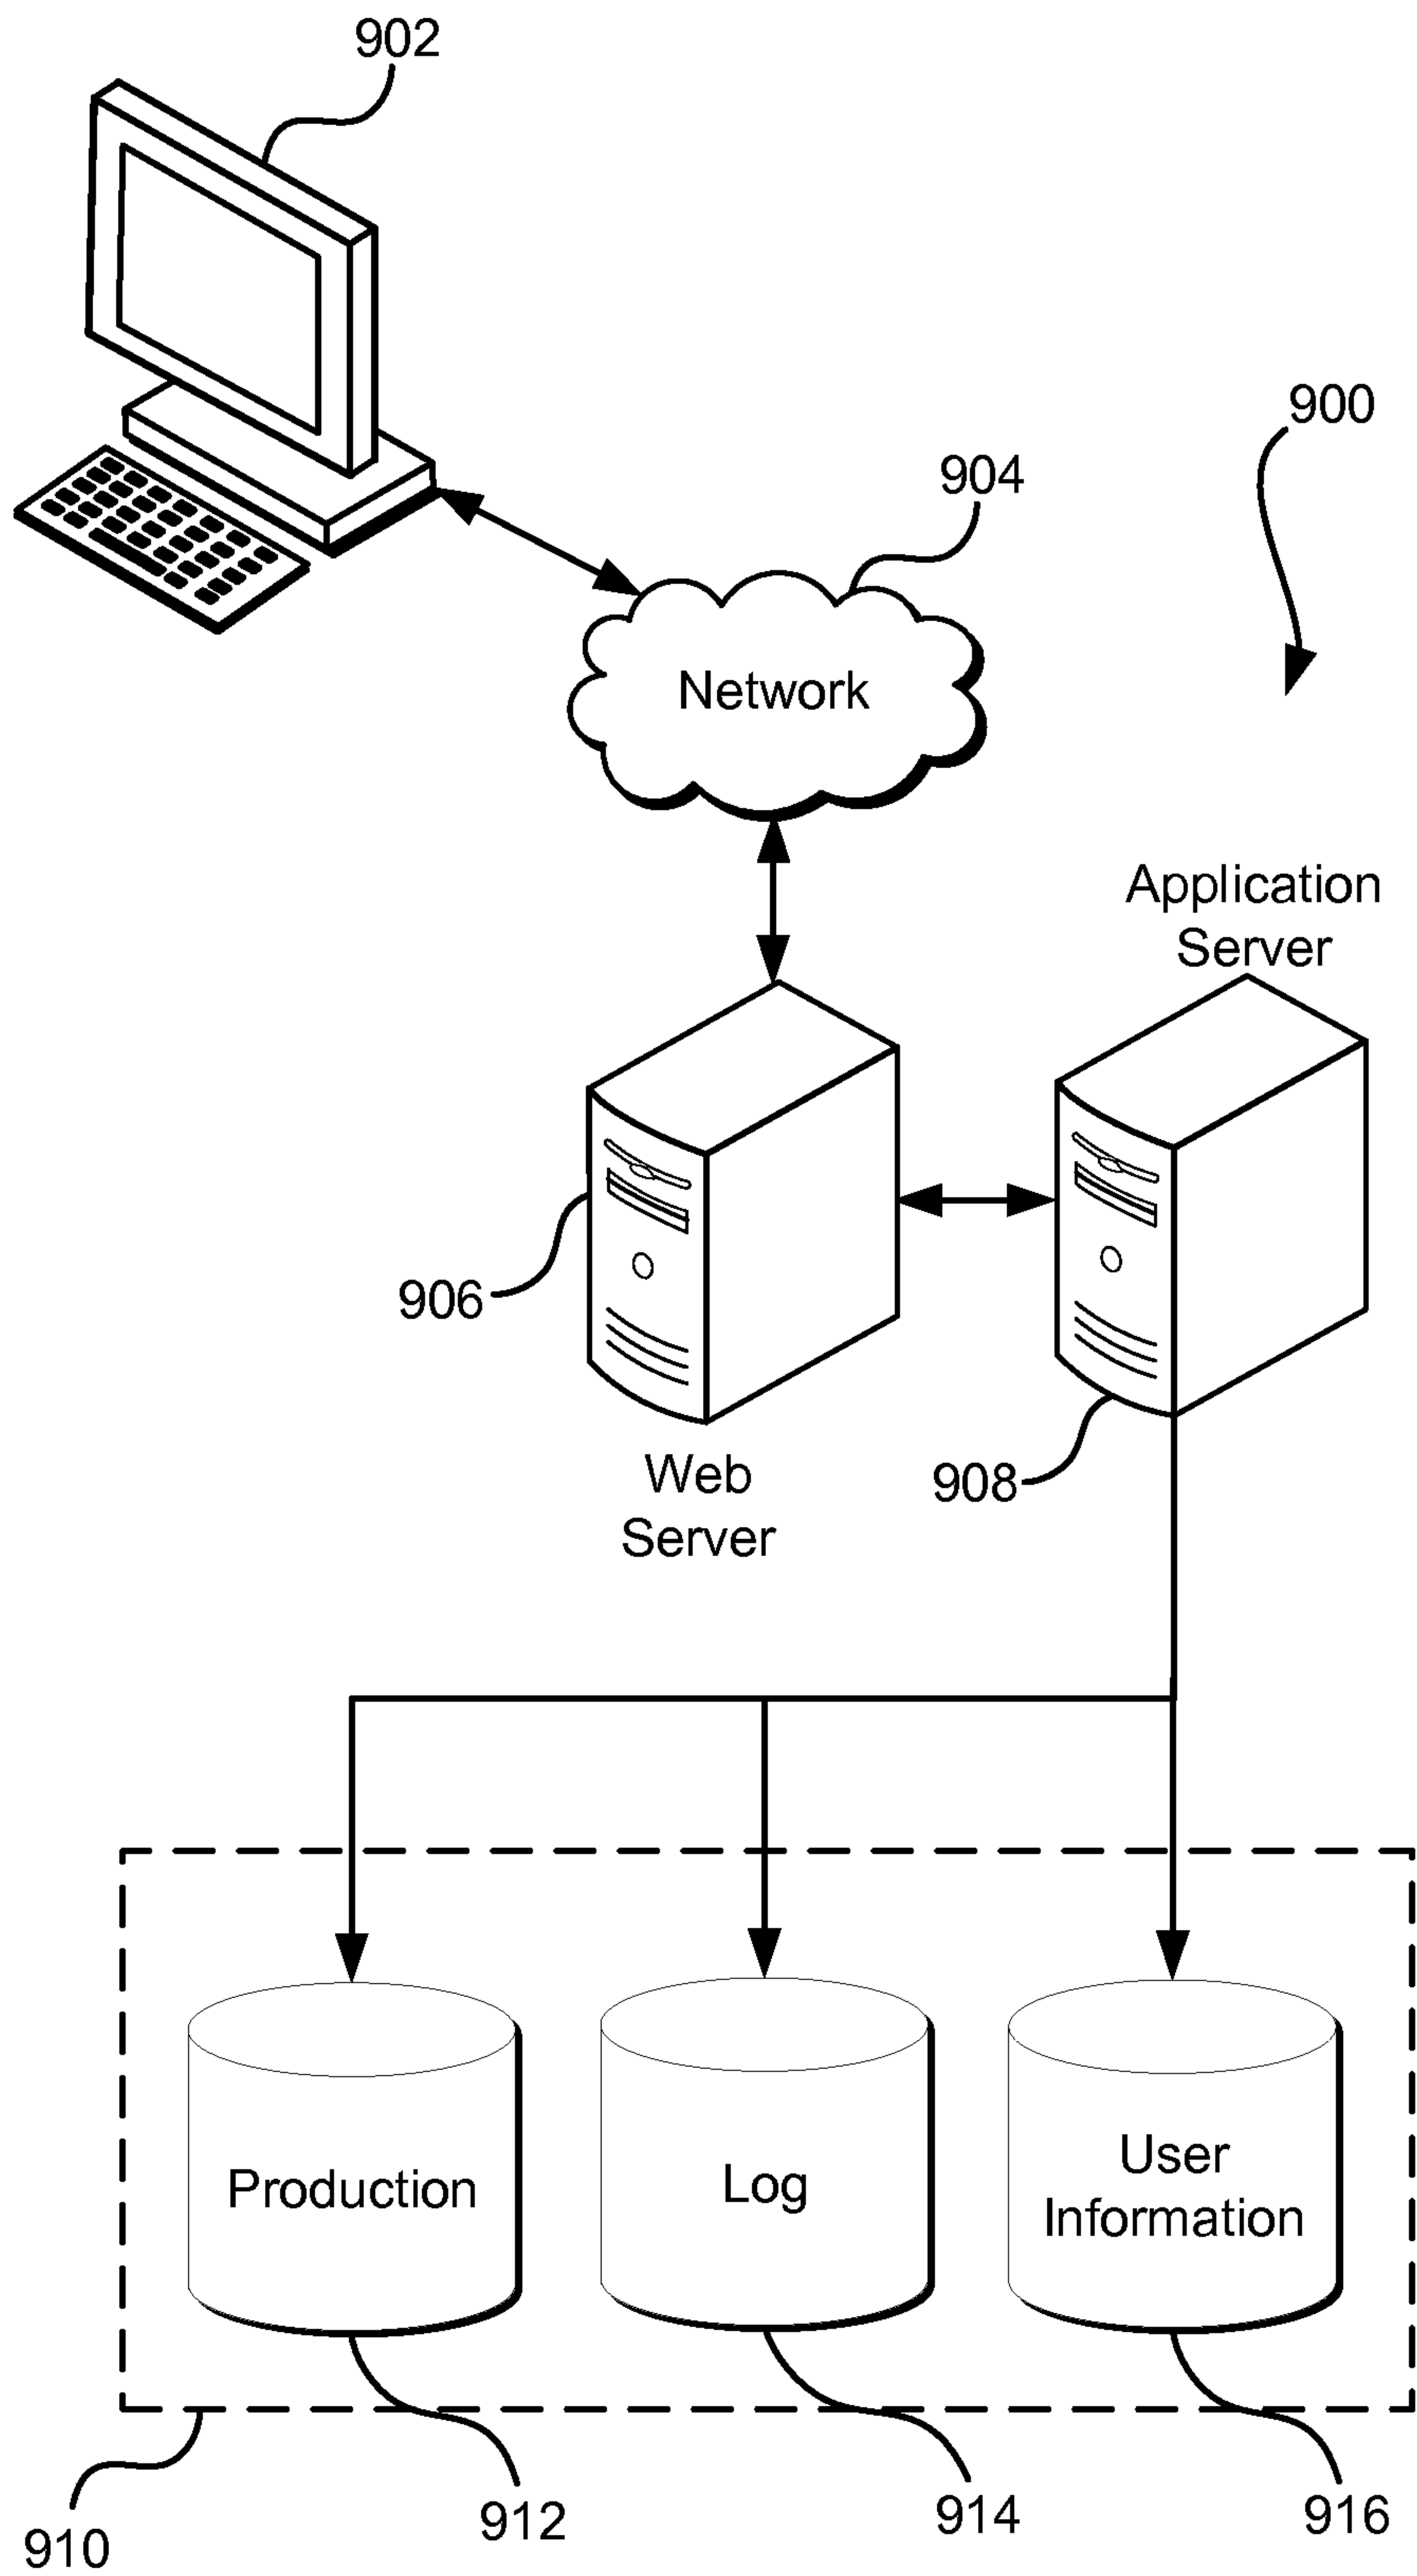 902
900
904
Network
Application
Server
906
Web
Server
908
Production
Log
User
Information
910
912
914
916